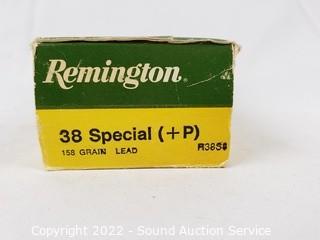 Remington®
38 Special (+P)
158 GRAIN LEAD R38S8
Copyright 2022 - Sound Auction Service